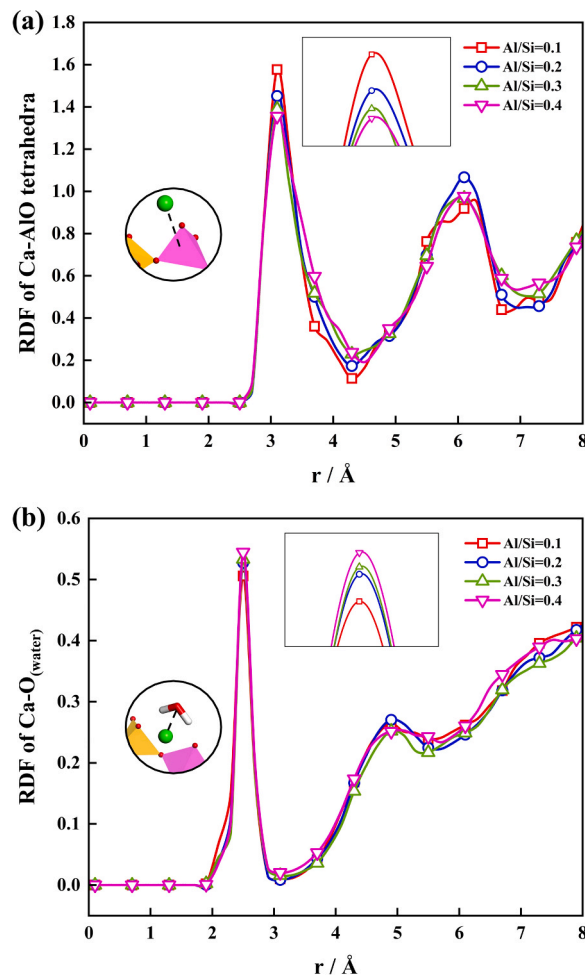 (a)
RDF of Ca-AlO tetrahedra
1.8
1.6
1.4
1.2
1.0
0.8
0.6
0.4
0.2
0.0
Al/Si=0.1
Al/Si=0.2
Al/Si=0.3
Al/Si=0.4
0 1 2 3 4 5 6 7 8
r / Å
(b)
RDF of Ca-O(water)
0.6
0.5
0.4
0.3
0.2
0.1
0.0
Al/Si=0.1
Al/Si=0.2
Al/Si=0.3
Al/Si=0.4
0 1 2 3 4 5 6 7 8
r / Å